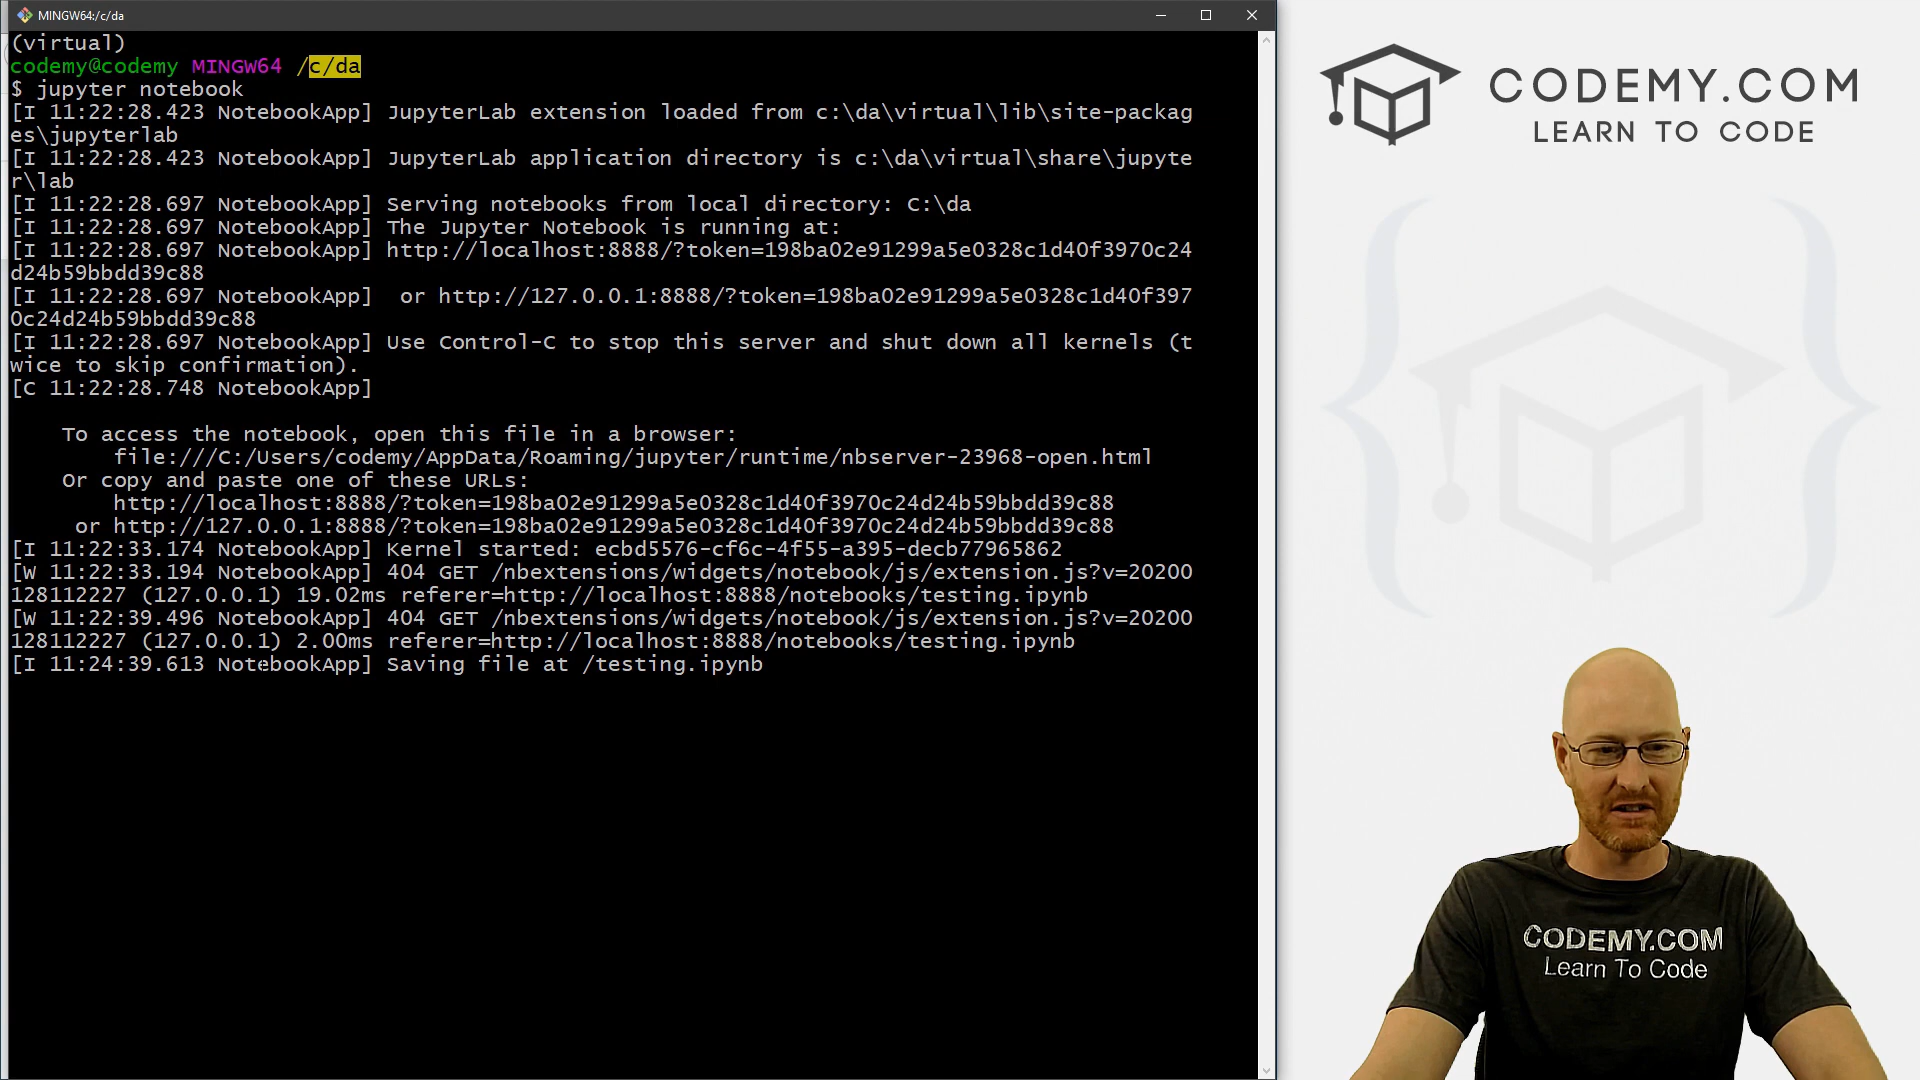 MINGW64:/c/da
(virtual)
codemy@codemy MINGW64 /c/da
$ jupyter notebook
[I 11:22:28.423 NotebookApp] JupyterLab extension loaded from c:\da\virtual\lib\site-packag
es\jupyterlab
[I 11:22:28.423 NotebookApp] JupyterLab application directory is c:\da\virtual\share\jupyte
r\lab
[I 11:22:28.697 NotebookApp] Serving notebooks from local directory: C:\da
[I 11:22:28.697 NotebookApp] The Jupyter Notebook is running at:
[I 11:22:28.697 NotebookApp] http://localhost:8888/?token=198ba02e91299a5e0328c1d40f3970c24
d24b59bbdd39c88
[I 11:22:28.697 NotebookApp]  or http://127.0.0.1:8888/?token=198ba02e91299a5e0328c1d40f397
0c24d24b59bbdd39c88
[I 11:22:28.697 NotebookApp] Use Control-C to stop this server and shut down all kernels (t
wice to skip confirmation).
[C 11:22:28.748 NotebookApp]
To access the notebook, open this file in a browser:
file:///C:/Users/codemy/AppData/Roaming/jupyter/runtime/nbserver-23968-open.html
Or copy and paste one of these URLs:
http://localhost:8888/?token=198ba02e91299a5e0328c1d40f3970c24d24b59bbdd39c88
or http://127.0.0.1:8888/?token=198ba02e91299a5e0328c1d40f3970c24d24b59bbdd39c88
[I 11:22:33.174 NotebookApp] Kernel started: ecbd5576-cf6c-4f55-a395-decb77965862
[W 11:22:33.194 NotebookApp] 404 GET /nbextensions/widgets/notebook/js/extension.js?v=20200
128112227 (127.0.0.1) 19.02ms referer=http://localhost:8888/notebooks/testing.ipynb
[W 11:22:39.496 NotebookApp] 404 GET /nbextensions/widgets/notebook/js/extension.js?v=20200
128112227 (127.0.0.1) 2.00ms referer=http://localhost:8888/notebooks/testing.ipynb
[I 11:24:39.613 NotebookApp] Saving file at /testing.ipynb
CODEMY.COM
LEARN TO CODE
CODEMY.COM
Learn To Code